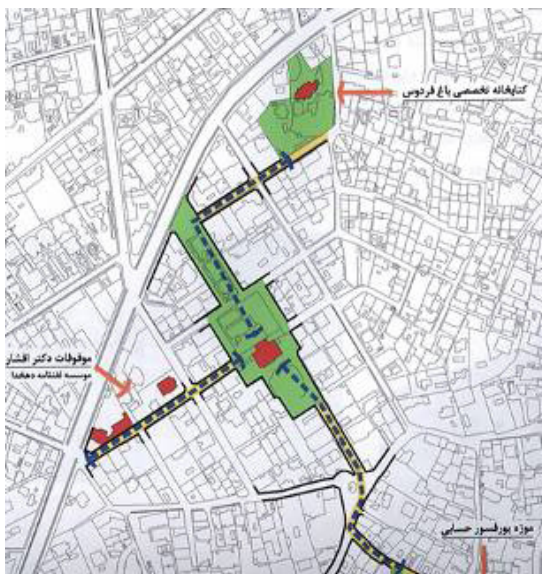 کتابخانه تخصصی باغ فردوس
موقوفات دکتر افشار
موسسه لغتنامه دهخدا
موزه پورفسور حسابی